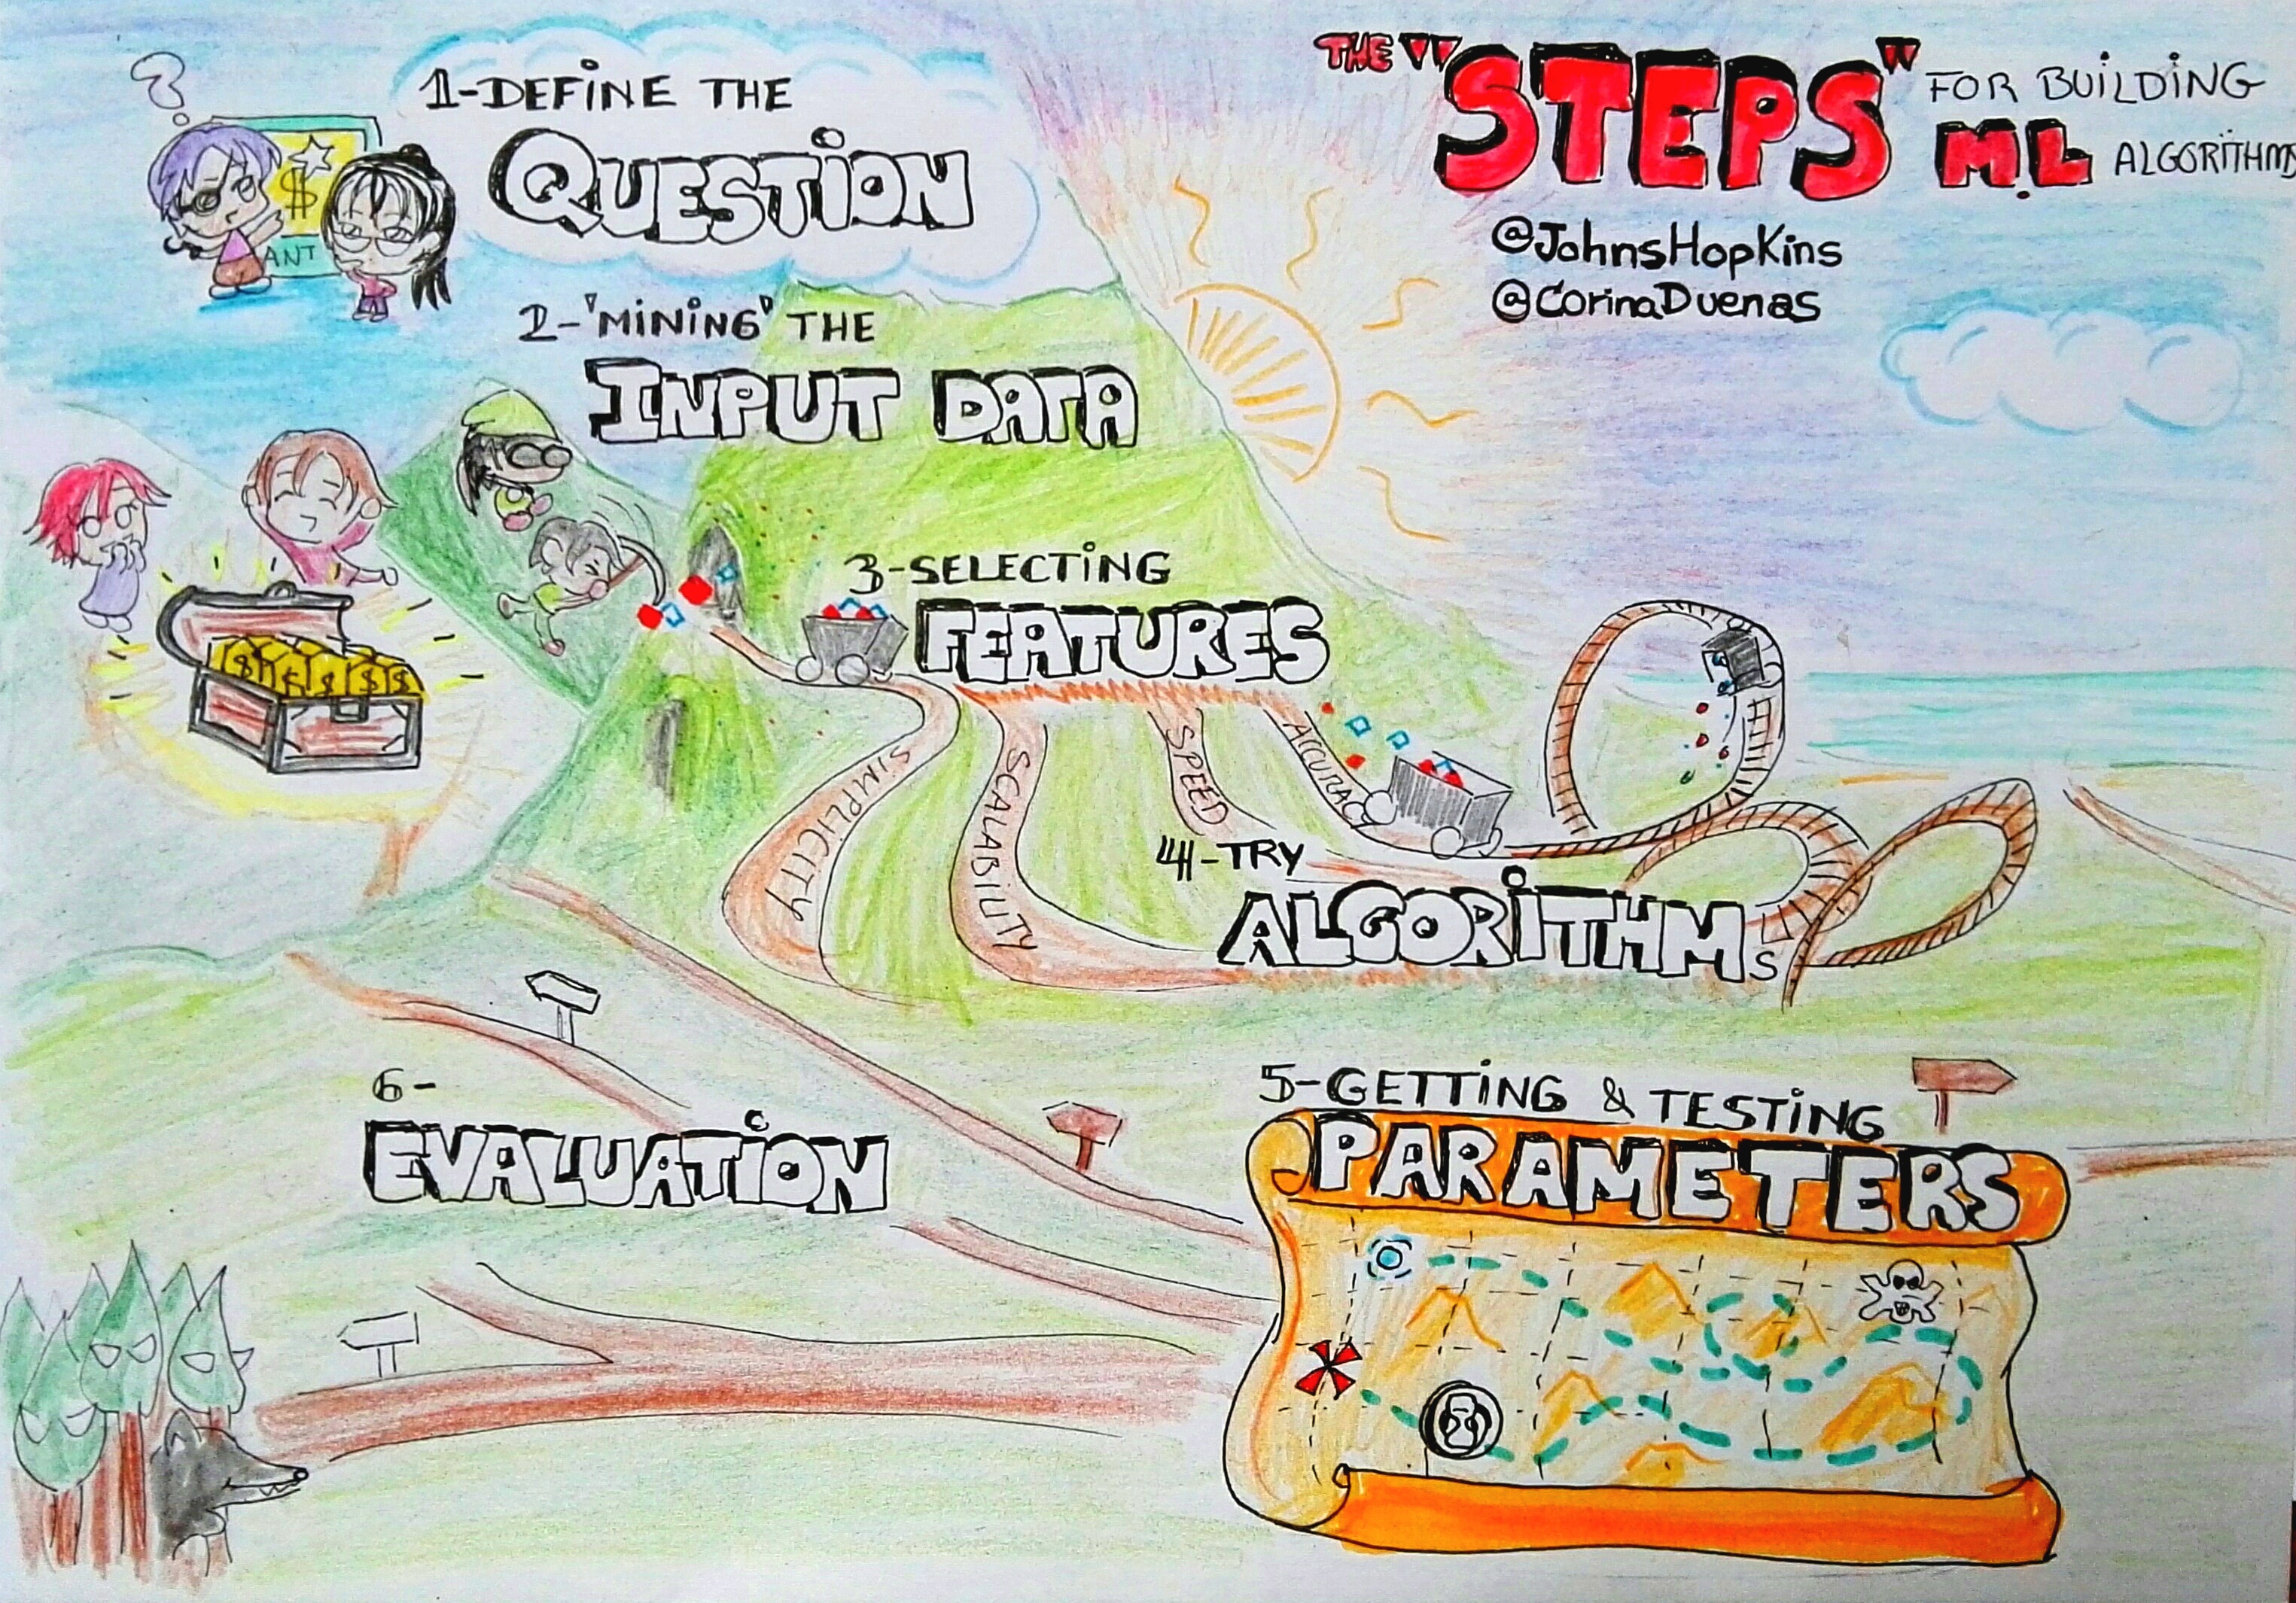 THE "STEPS" FOR BUILDING
M.L ALGORITHMS
@JohnsHopKins
@CorinaDuenas
?
1-DEFINE THE
QUESTION
$
ANT
2-'MINING' THE
INPUT DATA
3-SELECTING
FEATURES
$ $ $ $
SIMPLICITY
SCALABILITY
SPEED
ACCURAC
4-TRY
ALGORITHMS
5-GETTING & TESTING
PARAMETERS
6-
EVALUATION